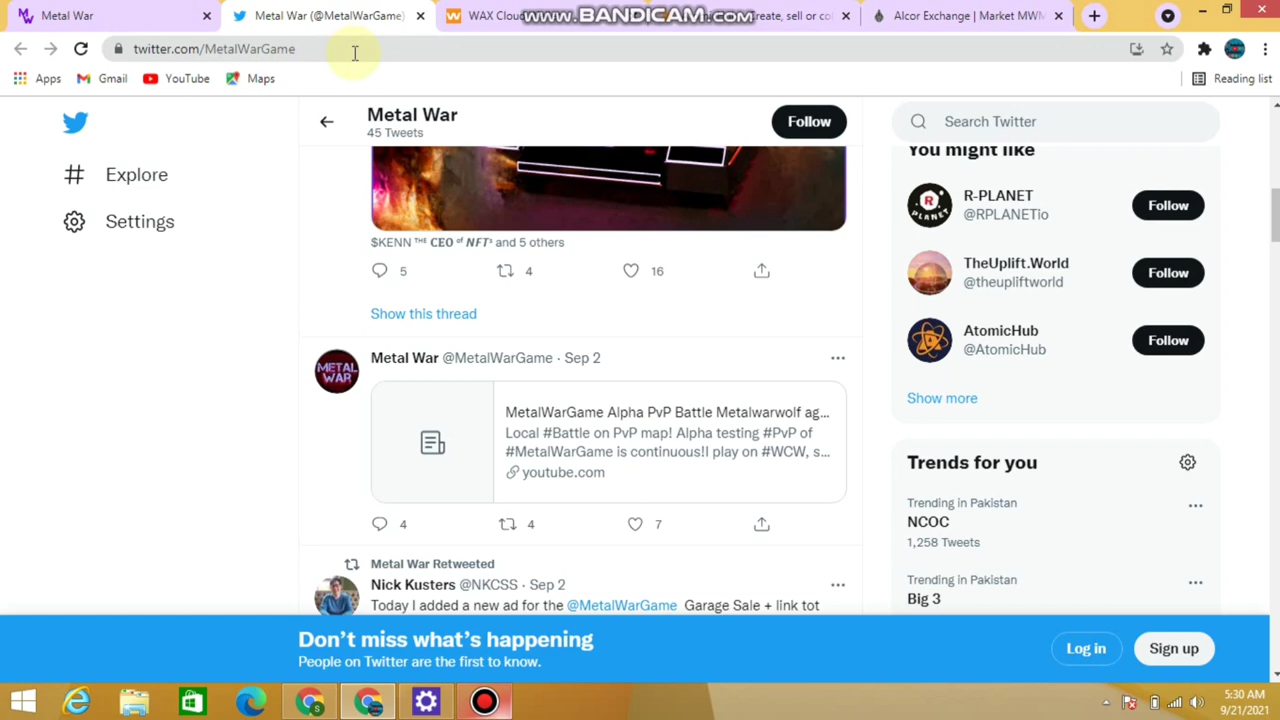 Metal War
Metal War (@MetalWarGame)
WAX Clou
www.BANDICAM.com
reate, sell or co
Alcor Exchange | Market MWM
twitter.com/MetalWarGame
Apps
Gmail
YouTube
Maps
Reading list
Metal War
45 Tweets
Follow
Search Twitter
Explore
Settings
You might like
R-PLANET
@RPLANETio
Follow
TheUplift.World
@theupliftworld
Follow
AtomicHub
@AtomicHub
Follow
Show more
$KENN ᵀᴴᴱ CEO of NFTˢ and 5 others
5 4 16
Show this thread
METAL WAR
Metal War @MetalWarGame · Sep 2
MetalWarGame Alpha PvP Battle Metalwarwolf ag...
Local #Battle on PvP map! Alpha testing #PvP of
#MetalWarGame is continuous!I play on #WCW, s...
youtube.com
4 4 7
Metal War Retweeted
Nick Kusters @NKCSS · Sep 2
Today I added a new ad for the @MetalWarGame Garage Sale + link tot
Trends for you
Trending in Pakistan
NCOC
1,258 Tweets
Trending in Pakistan
Big 3
Don't miss what's happening
People on Twitter are the first to know.
Log in
Sign up
5:30 AM
9/21/2021